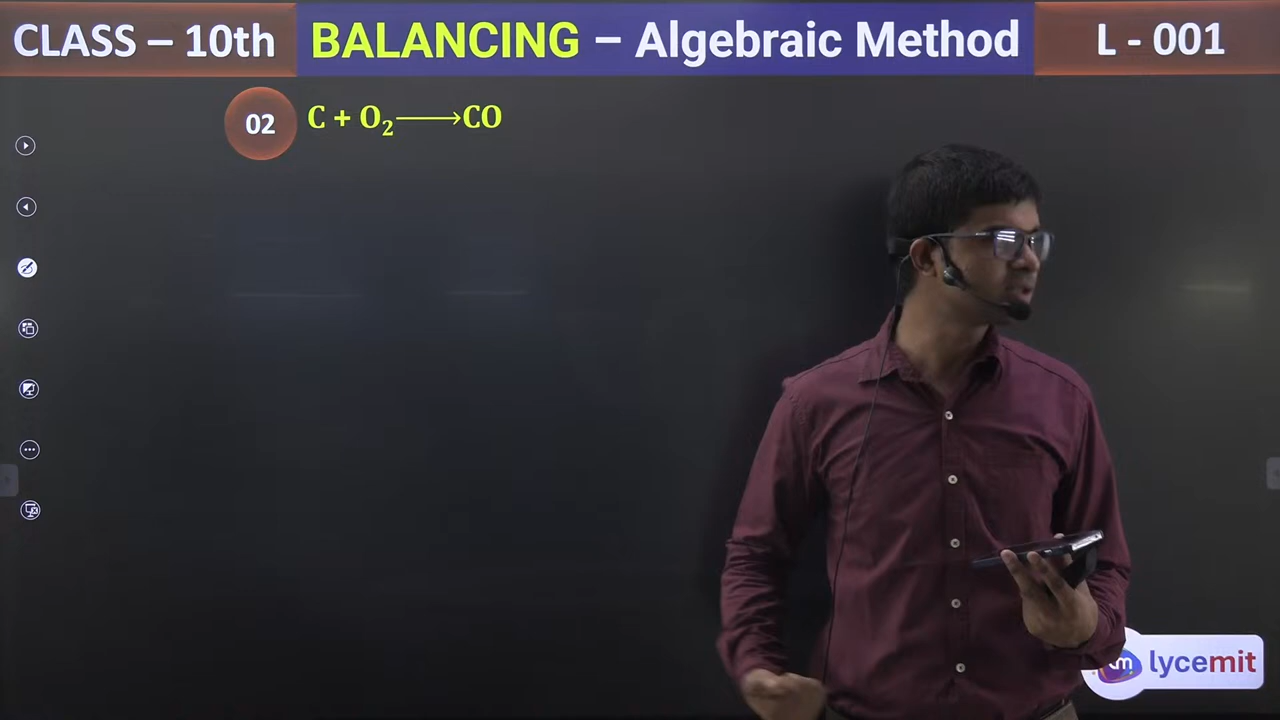 CLASS – 10th
BALANCING – Algebraic Method
L - 001
02
C + O₂⟶CO
lycemit